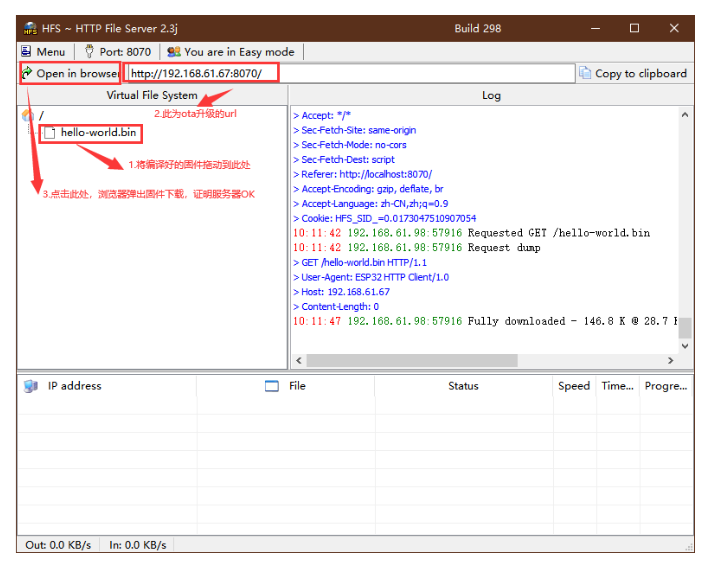 HFS ~ HTTP File Server 2.3j Build 298
Menu Port: 8070 You are in Easy mode
Open in browser http://192.168.61.67:8070/ Copy to clipboard
Virtual File System Log
/
2.此为ota升级的url
hello-world.bin
1.将编译好的固件拖动到此处
3.点击此处，浏览器弹出固件下载，证明服务器OK
> Accept: */*
> Sec-Fetch-Site: same-origin
> Sec-Fetch-Mode: no-cors
> Sec-Fetch-Dest: script
> Referer: http://localhost:8070/
> Accept-Encoding: gzip, deflate, br
> Accept-Language: zh-CN,zh;q=0.9
> Cookie: HFS_SID_=0.0173047510907054
10:11:42 192.168.61.98:57916 Requested GET /hello-world.bin
10:11:42 192.168.61.98:57916 Request dump
> GET /hello-world.bin HTTP/1.1
> User-Agent: ESP32 HTTP Client/1.0
> Host: 192.168.61.67
> Content-Length: 0
10:11:47 192.168.61.98:57916 Fully downloaded - 146.8 K @ 28.7
IP address File Status Speed Time... Progre...
Out: 0.0 KB/s In: 0.0 KB/s